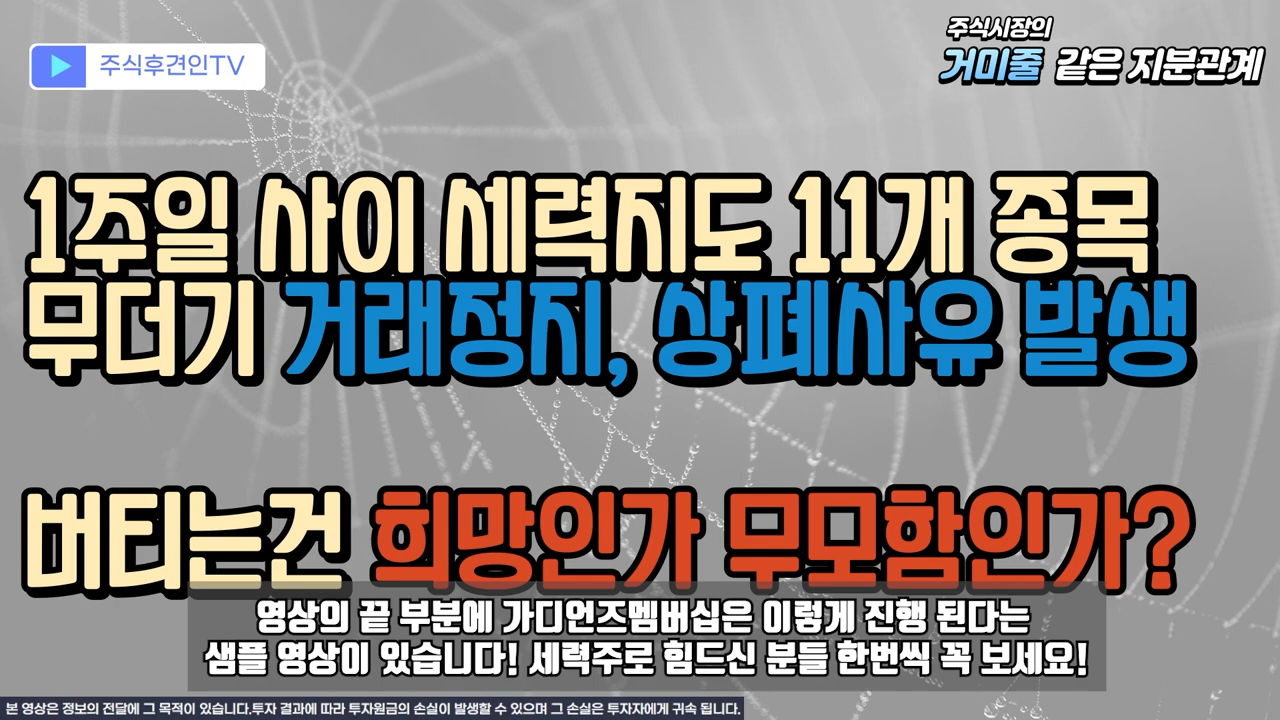 주식후견인TV
주식시장의
거미줄 같은 지분관계
1주일 사이 세력지도 11개 종목
무더기 거래정지, 상폐사유 발생
버티는건 희망인가 무모함인가?
영상의 끝 부분에 가디언즈멤버십은 이렇게 진행 된다는
샘플 영상이 있습니다! 세력주로 힘드신 분들 한번씩 꼭 보세요!
본 영상은 정보의 전달에 그 목적이 있습니다.투자 결과에 따라 투자원금의 손실이 발생할 수 있으며 그 손실은 투자자에게 귀속 됩니다.